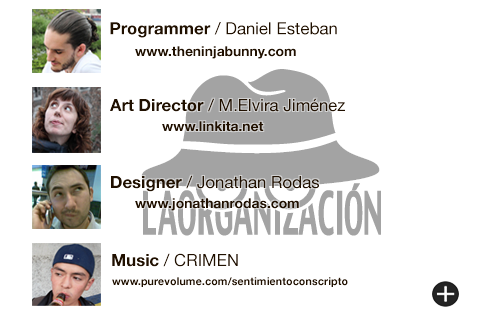 Programmer / Daniel Esteban
www.theninjabunny.com
Art Director / M.Elvira Jiménez
www.linkita.net
Designer / Jonathan Rodas
www.jonathanrodas.com
LAORGANIZACIÓN
Music / CRIMEN
www.purevolume.com/sentimientoconscripto